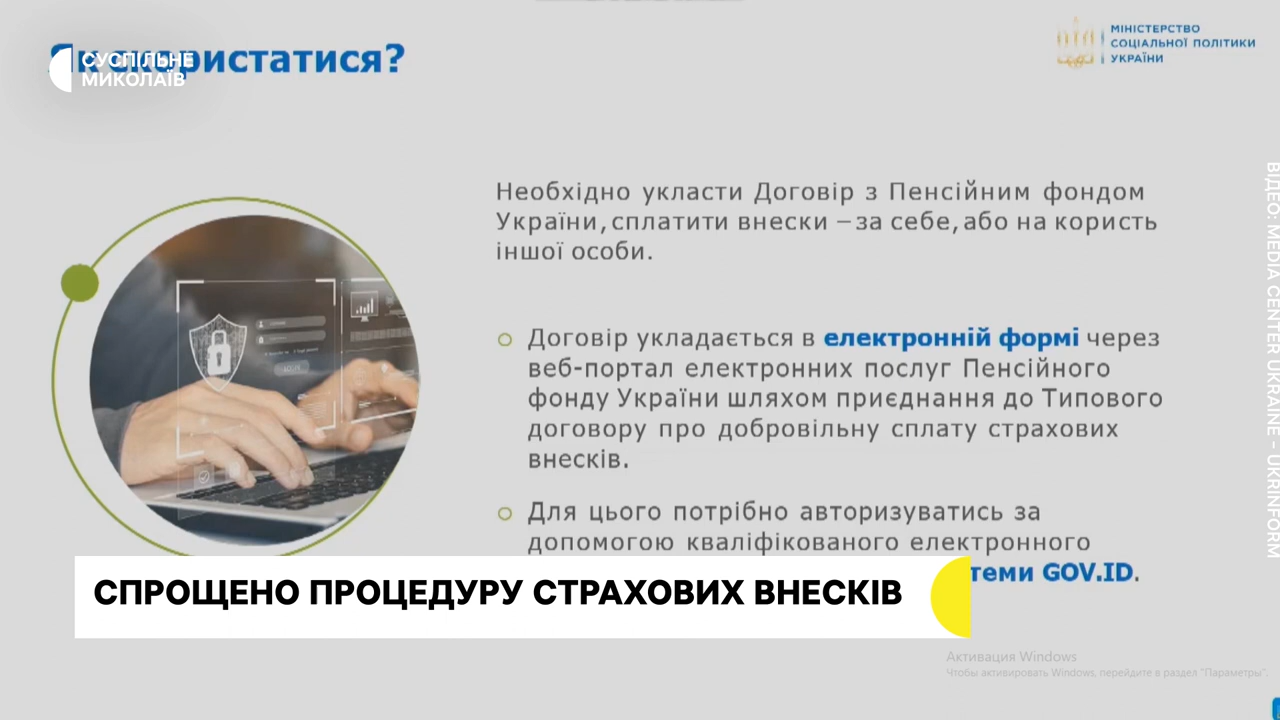 Як скористатися?
СУСПІЛЬНЕ
МИКОЛАЇВ
МІНІСТЕРСТВО
СОЦІАЛЬНОЇ ПОЛІТИКИ
УКРАЇНИ
Необхідно укласти Договір з Пенсійним фондом
України, сплатити внески – за себе, або на користь
іншої особи.
Договір укладається в електронній формі через
веб-портал електронних послуг Пенсійного
фонду України шляхом приєднання до Типового
договору про добровільну сплату страхових
внесків.
Для цього потрібно авторизуватись за
допомогою кваліфікованого електронного
теми GOV.ID.
СПРОЩЕНО ПРОЦЕДУРУ СТРАХОВИХ ВНЕСКІВ
ВІДЕО: MEDIA CENTER UKRAINE – UKRINFORM
Активация Windows
Чтобы активировать Windows, перейдите в раздел "Параметры".